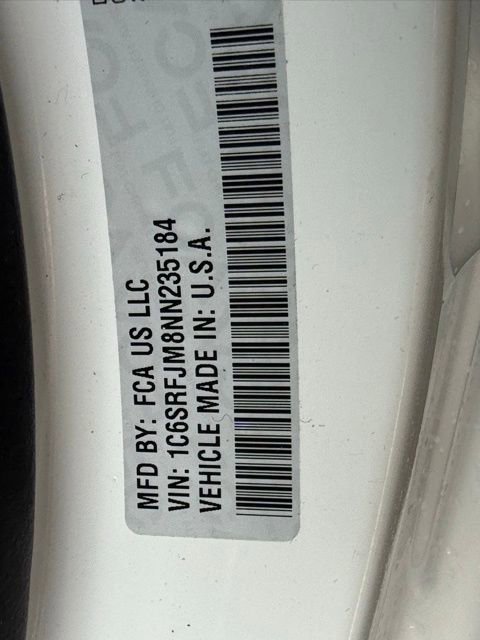 MFD BY: FCA US LLC
VIN: 1C6SRFJM8NN235184
VEHICLE MADE IN: U.S.A.